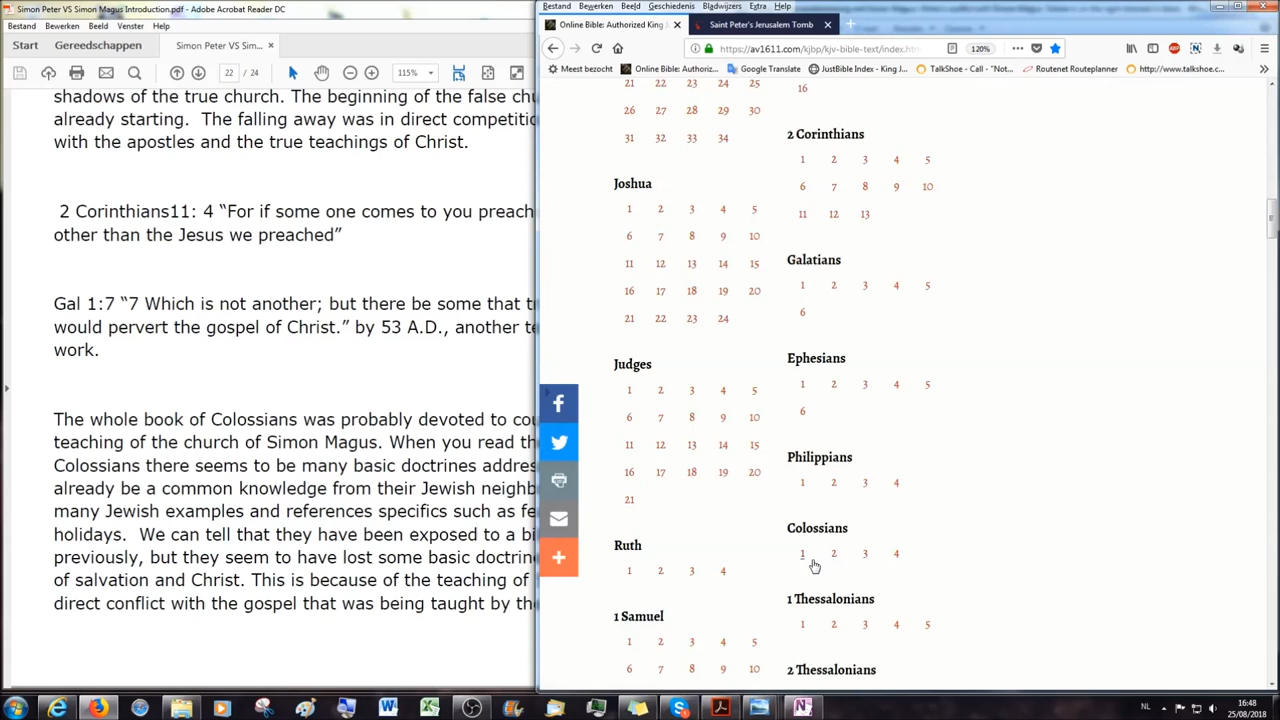 Simon Peter VS Simon Magus Introduction.pdf - Adobe Acrobat Reader DC
Bestand Bewerken Beeld Venster Help
Start Gereedschappen Simon Peter VS Sim... ×
22 / 24 115%
shadows of the true church. The beginning of the false chu
already starting. The falling away was in direct competitio
with the apostles and the true teachings of Christ.
2 Corinthians11: 4 “For if some one comes to you preach
other than the Jesus we preached”
Gal 1:7 “7 Which is not another; but there be some that tr
would pervert the gospel of Christ.” by 53 A.D., another te
work.
The whole book of Colossians was probably devoted to cou
teaching of the church of Simon Magus. When you read the
Colossians there seems to be many basic doctrines addres
already be a common knowledge from their Jewish neighb
many Jewish examples and references specifics such as fe
holidays. We can tell that they have been exposed to a bi
previously, but they seem to have lost some basic doctrine
of salvation and Christ. This is because of the teaching of
direct conflict with the gospel that was being taught by the
Bestand Bewerken Beeld Geschiedenis Bladwijzers Extra Help
Online Bible: Authorized King J × Saint Peter's Jerusalem Tomb ×
https://av1611.com/kjbp/kjv-bible-text/index.htm 120%
Meest bezocht Online Bible: Authoriz... Google Translate JustBible Index - King J... TalkShoe - Call - "Not... Routenet Routeplanner http://www.talkshoe.c...
21 22 23 24 25
26 27 28 29 30
31 32 33 34
Joshua
1 2 3 4 5
6 7 8 9 10
11 12 13 14 15
16 17 18 19 20
21 22 23 24
Judges
1 2 3 4 5
6 7 8 9 10
11 12 13 14 15
16 17 18 19 20
21
Ruth
1 2 3 4
1 Samuel
1 2 3 4 5
6 7 8 9 10
16
2 Corinthians
1 2 3 4 5
6 7 8 9 10
11 12 13
Galatians
1 2 3 4 5
6
Ephesians
1 2 3 4 5
6
Philippians
1 2 3 4
Colossians
1 2 3 4
1 Thessalonians
1 2 3 4 5
2 Thessalonians
NL 16:48
25/08/2018